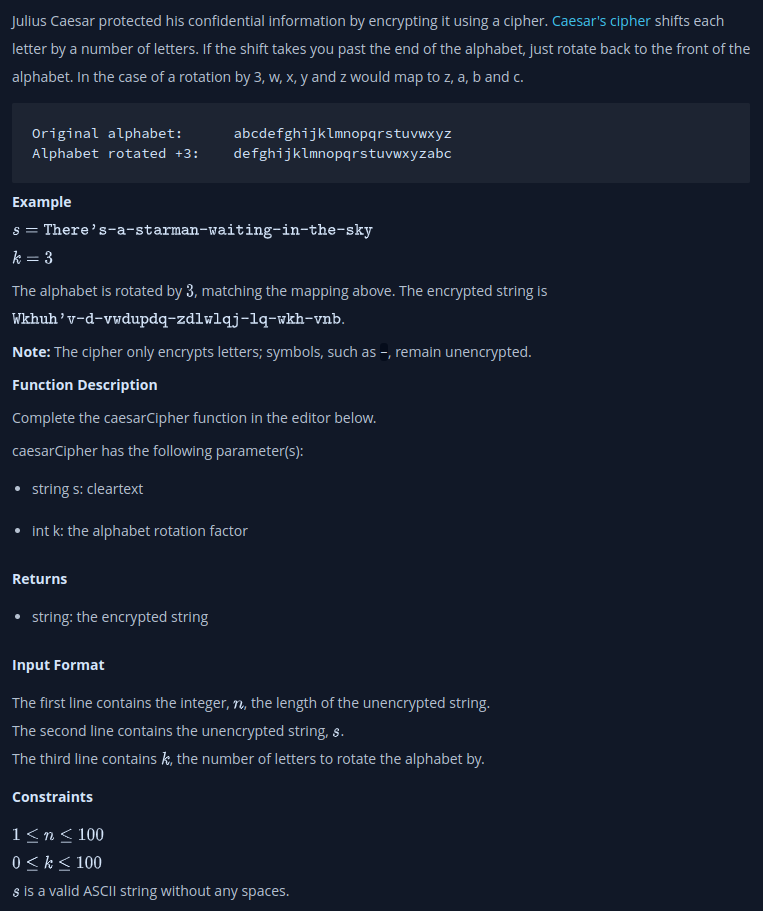 Julius Caesar protected his confidential information by encrypting it using a cipher. Caesar's cipher shifts each
letter by a number of letters. If the shift takes you past the end of the alphabet, just rotate back to the front of the
alphabet. In the case of a rotation by 3, w, x, y and z would map to z, a, b and c.
Original alphabet:      abcdefghijklmnopqrstuvwxyz
Alphabet rotated +3:    defghijklmnopqrstuvwxyzabc
Example
s = There's-a-starman-waiting-in-the-sky
k = 3
The alphabet is rotated by 3, matching the mapping above. The encrypted string is
Wkhuh'v-d-vwdupdq-zdlwlqj-lq-wkh-vnb.
Note: The cipher only encrypts letters; symbols, such as -, remain unencrypted.
Function Description
Complete the caesarCipher function in the editor below.
caesarCipher has the following parameter(s):
• string s: cleartext
• int k: the alphabet rotation factor
Returns
• string: the encrypted string
Input Format
The first line contains the integer, n, the length of the unencrypted string.
The second line contains the unencrypted string, s.
The third line contains k, the number of letters to rotate the alphabet by.
Constraints
1 ≤ n ≤ 100
0 ≤ k ≤ 100
s is a valid ASCII string without any spaces.